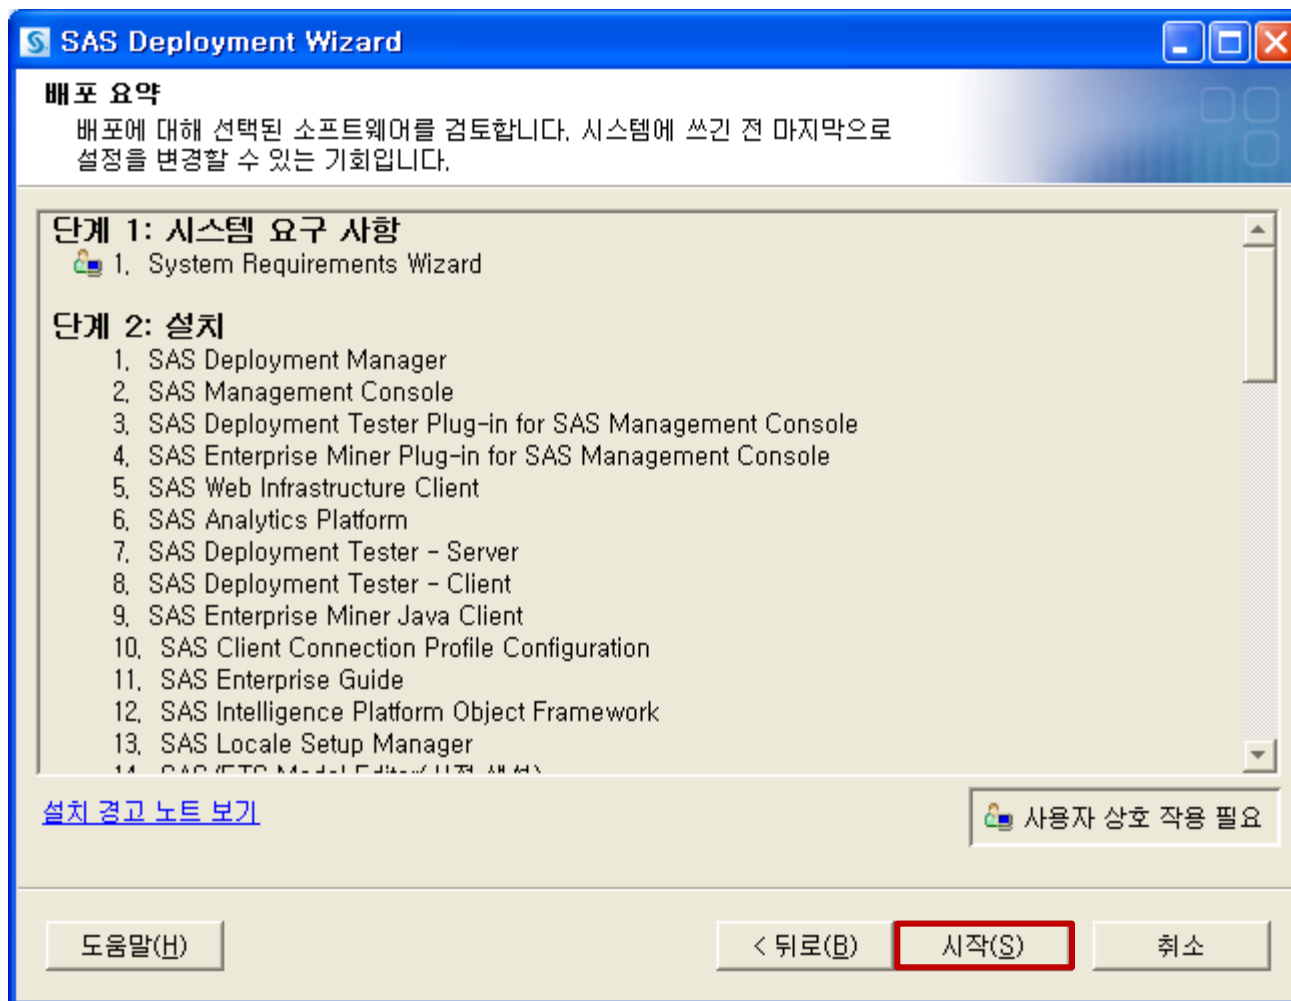 SAS Deployment Wizard
배포 요약
배포에 대해 선택된 소프트웨어를 검토합니다. 시스템에 쓰긴 전 마지막으로
설정을 변경할 수 있는 기회입니다.
단계 1: 시스템 요구 사항
1. System Requirements Wizard
단계 2: 설치
1. SAS Deployment Manager
2. SAS Management Console
3. SAS Deployment Tester Plug-in for SAS Management Console
4. SAS Enterprise Miner Plug-in for SAS Management Console
5. SAS Web Infrastructure Client
6. SAS Analytics Platform
7. SAS Deployment Tester - Server
8. SAS Deployment Tester - Client
9. SAS Enterprise Miner Java Client
10. SAS Client Connection Profile Configuration
11. SAS Enterprise Guide
12. SAS Intelligence Platform Object Framework
13. SAS Locale Setup Manager
14. SAS/ETS Model Editor(
설치 경고 노트 보기
사용자 상호 작용 필요
도움말(H)
< 뒤로(B)
시작(S)
취소